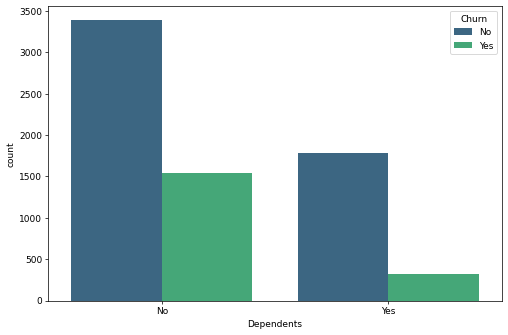 3500
3000
2500
2000
1500
1000
500
0
count
Churn
No
Yes
No Yes
Dependents